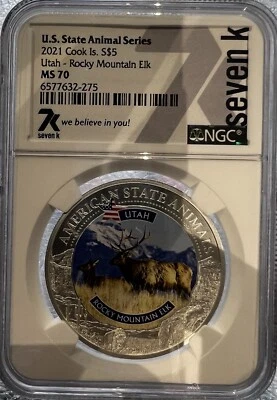 U.S. State Animal Series
2021 Cook Is. S$5
Utah - Rocky Mountain Elk
MS 70
6577632-275
7K
seven k
we believe in you!
NGC
seven k
AMERICAN STATE ANIMALS
UTAH
ROCKY MOUNTAIN ELK